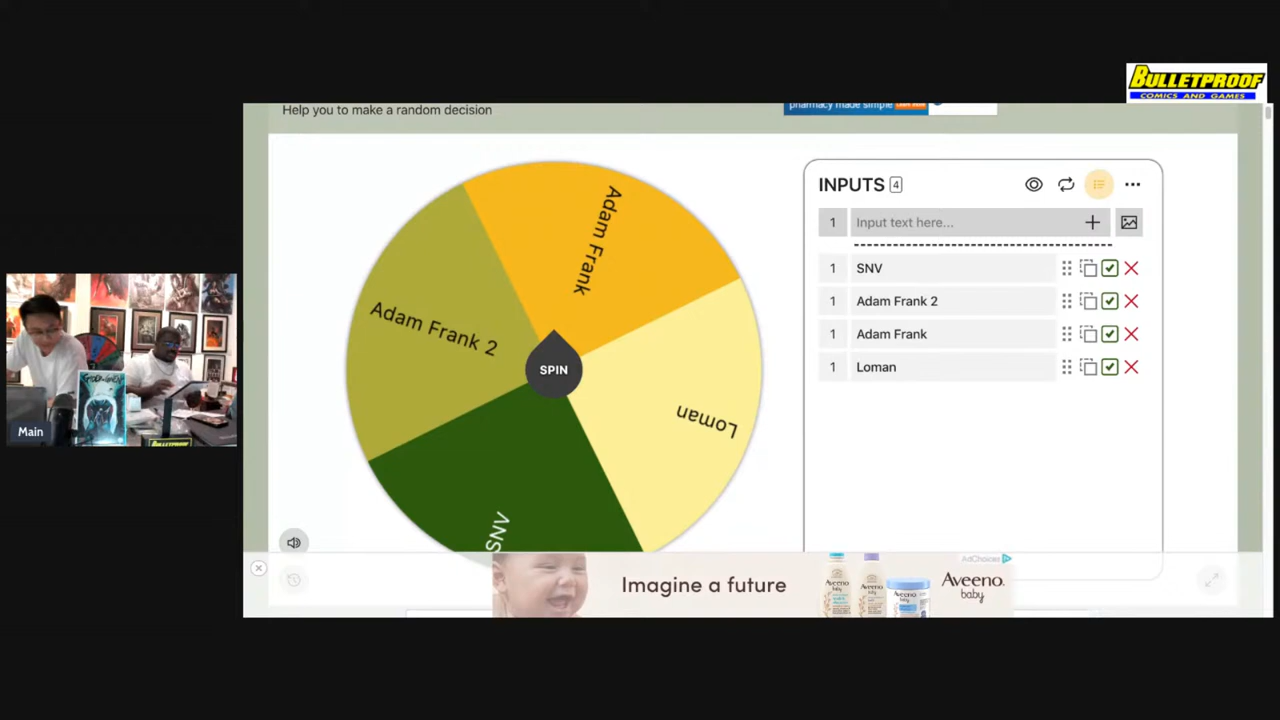 BULLETPROOF
COMICS AND GAMES
Help you to make a random decision
pharmacy made simple
INPUTS 4
1 Input text here...
1 SNV
1 Adam Frank 2
1 Adam Frank
1 Loman
Adam Frank
Adam Frank 2
Loman
SNV
SPIN
Main
BULLETPROOF
Imagine a future
AdChoices
Aveeno
baby